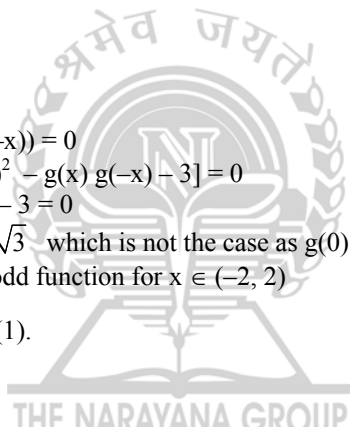 श्रमेव जयते
N
–x)) = 0
)² – g(x) g(–x) – 3] = 0
– 3 = 0
√3 which is not the case as g(0)
odd function for x ∈ (–2, 2)
(1).
THE NARAYANA GROUP